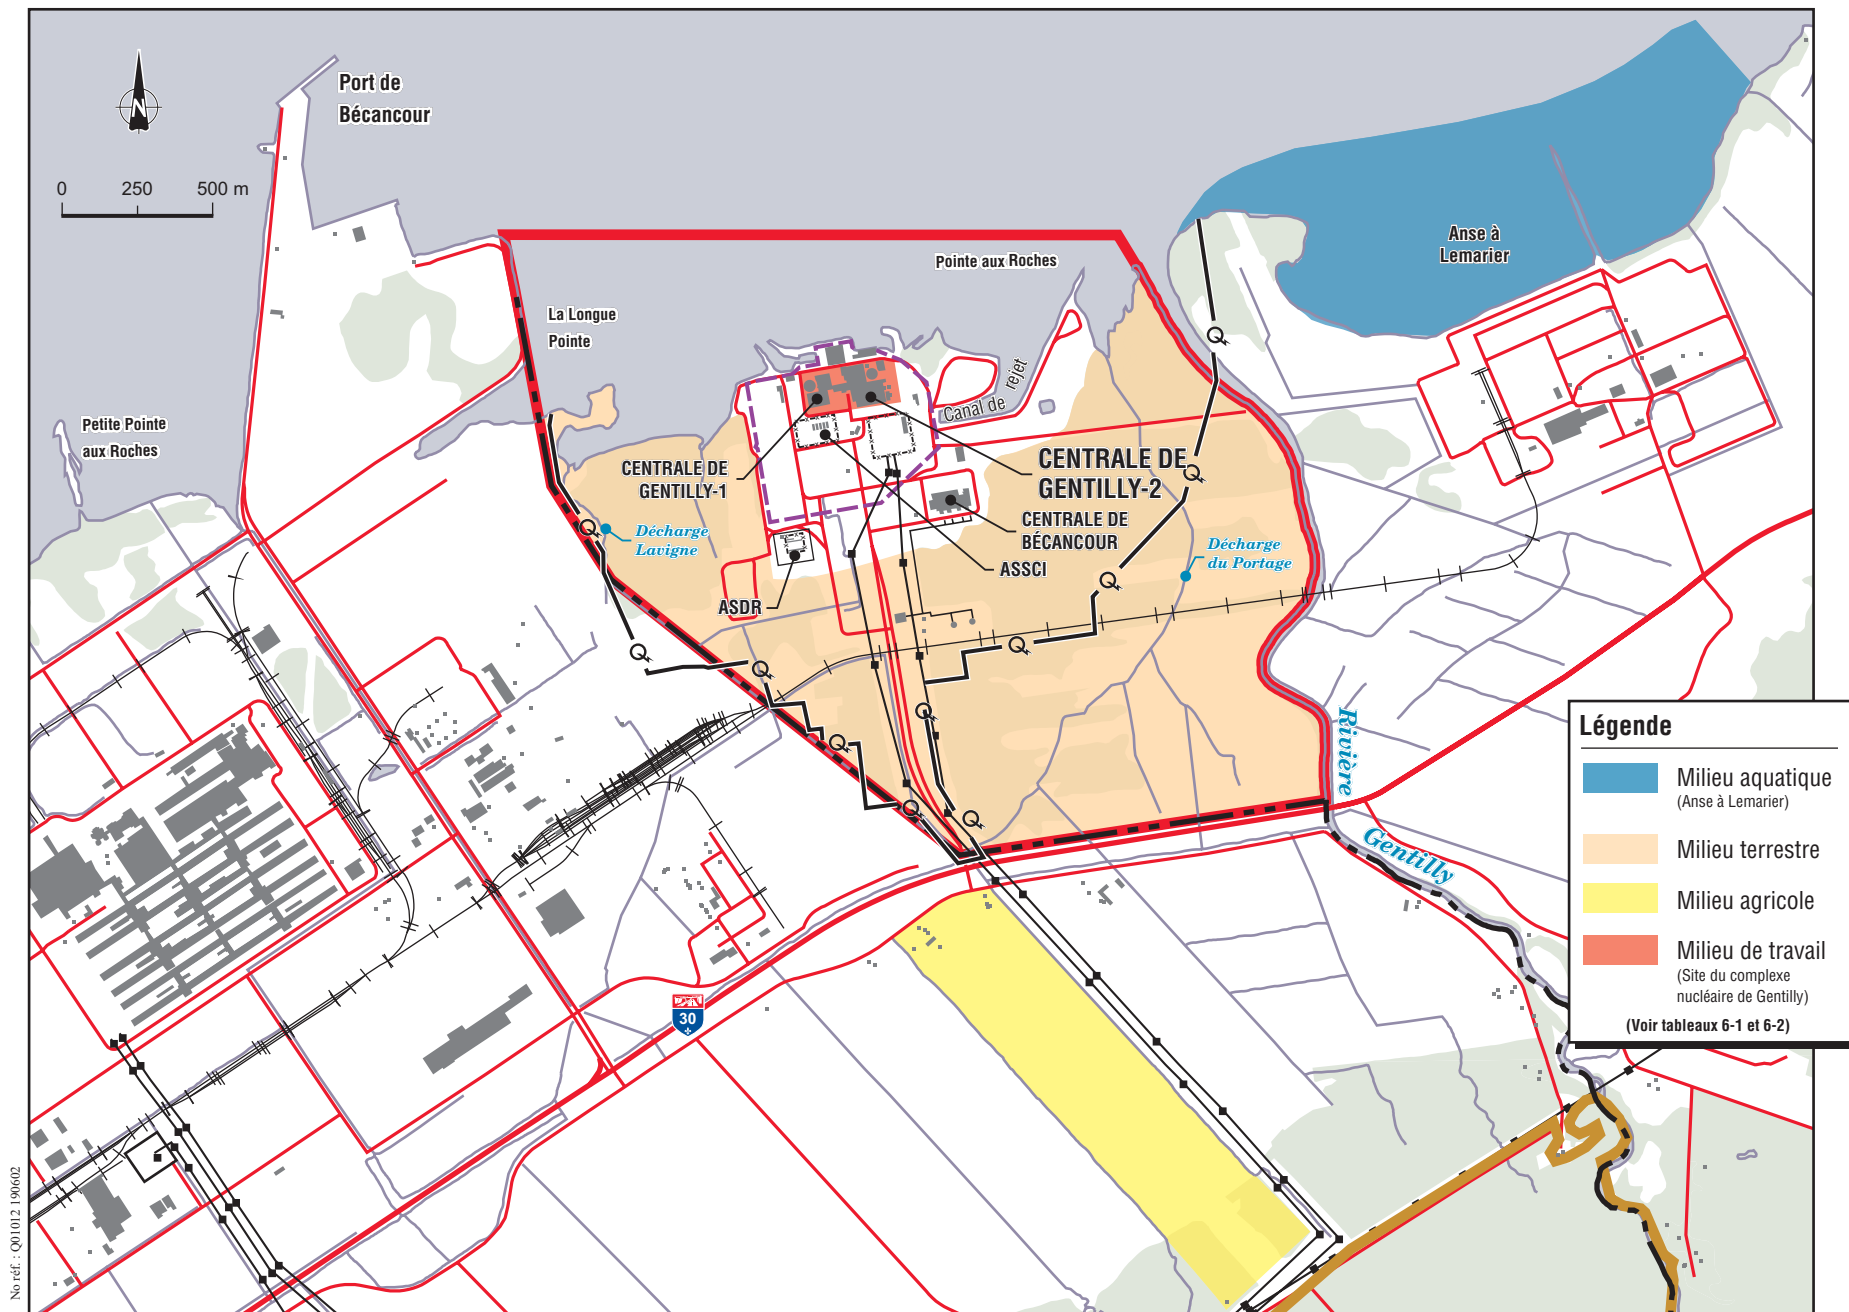 Port de
Bécancour
N
0 250 500 m
Pointe aux Roches
Anse à
Lemarier
La Longue
Pointe
Petite Pointe
aux Roches
Canal de rejet
CENTRALE DE
GENTILLY-1
CENTRALE DE
GENTILLY-2
CENTRALE DE
BÉCANCOUR
Décharge
Lavigne
Décharge
du Portage
ASSCI
ASDR
Rivière
Gentilly
30
Légende
Milieu aquatique
(Anse à Lemarier)
Milieu terrestre
Milieu agricole
Milieu de travail
(Site du complexe
nucléaire de Gentilly)
(Voir tableaux 6-1 et 6-2)
No réf. : Q01012 190602